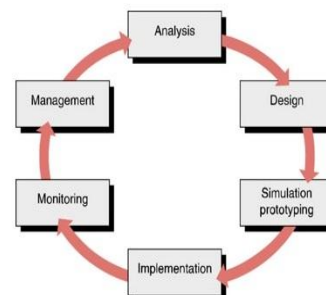 Analysis
Design
Simulation
prototyping
Implementation
Monitoring
Management